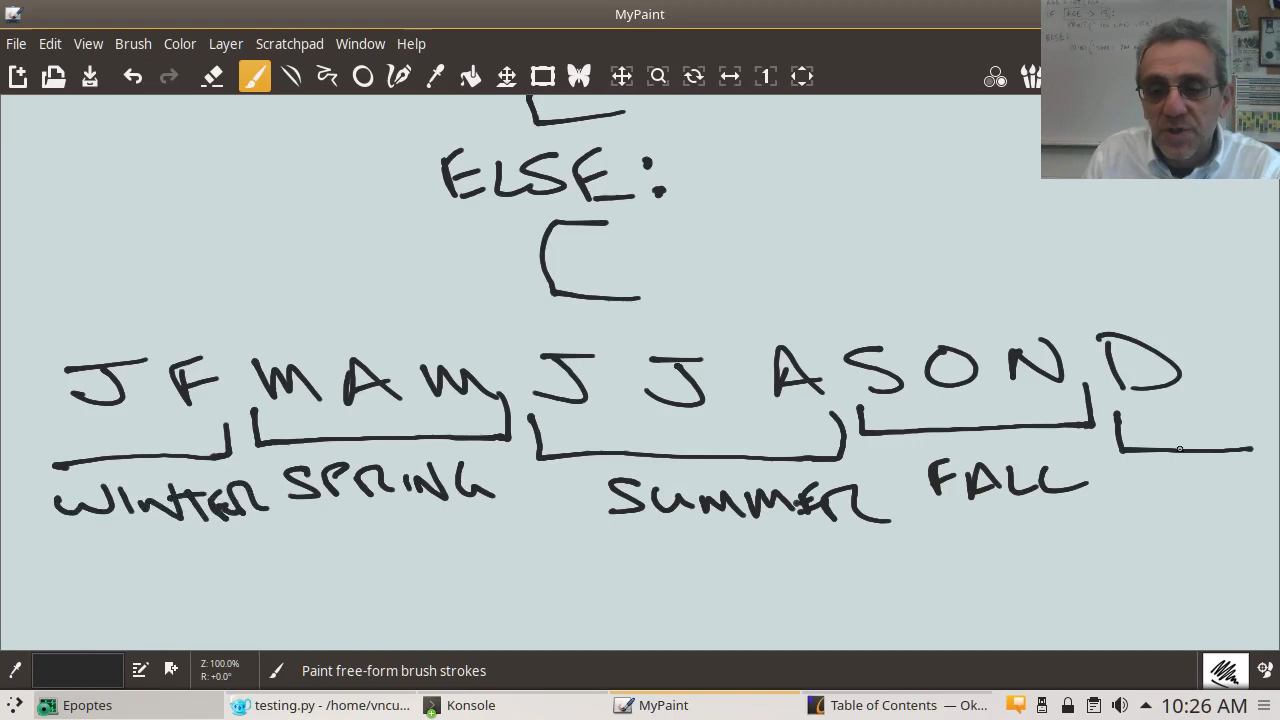 MyPaint
File Edit View Brush Color Layer Scratchpad Window Help
ELSE:
J F M A M J J A S O N D
WINTER SPRING SUMMER FALL
Z: 100.0%
R: +0.0°
Paint free-form brush strokes
Epoptes
testing.py : /home/vncu...
Konsole
MyPaint
Table of Contents — Ok...
10:26 AM